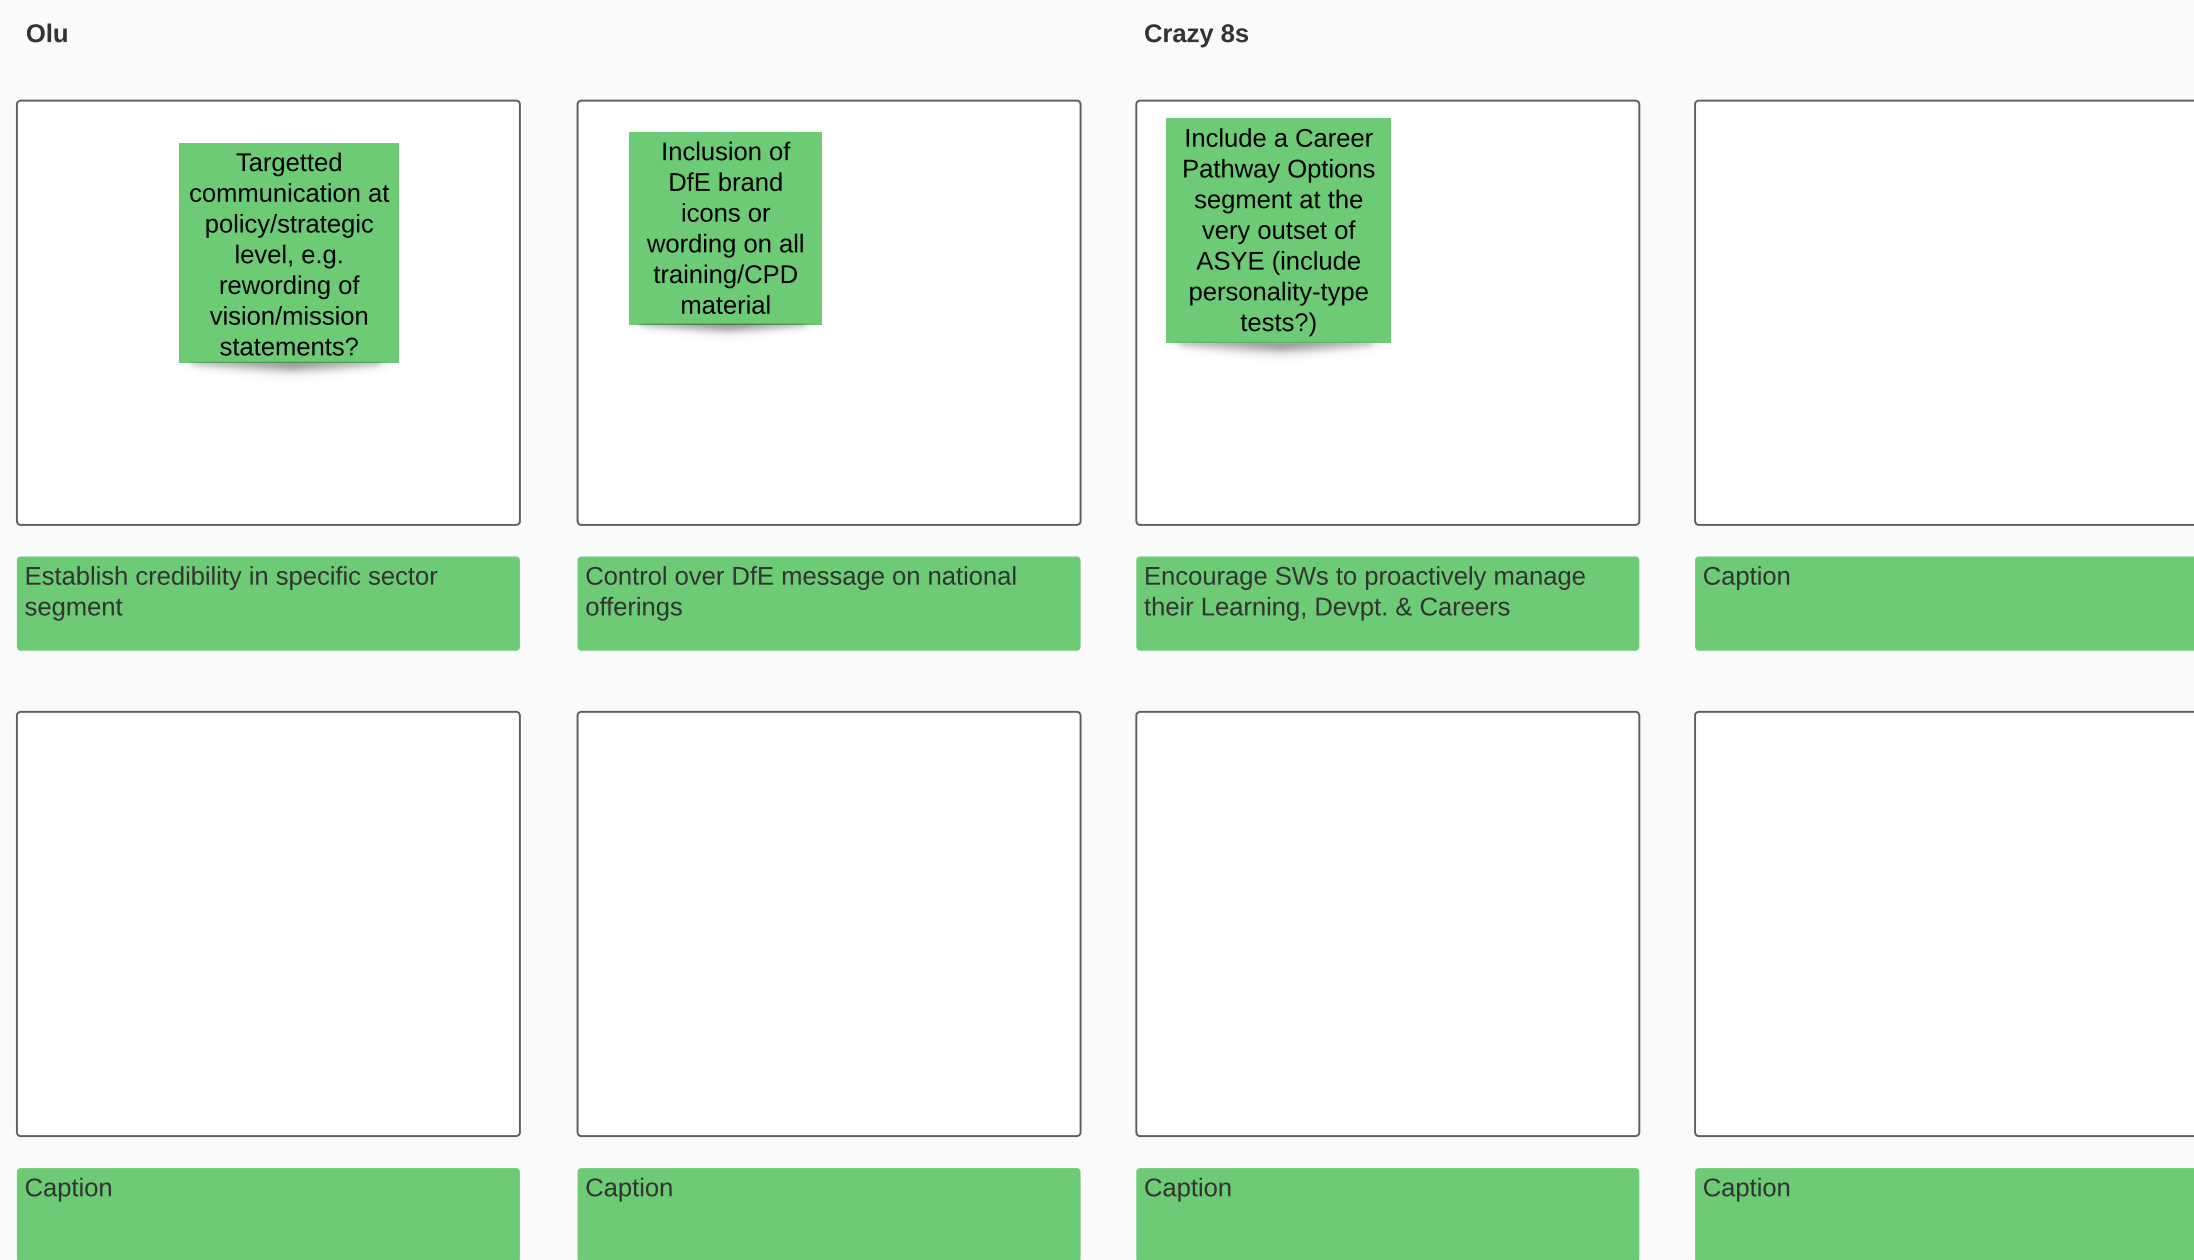 Olu
Crazy 8s
Targetted
communication at
policy/strategic
level, e.g.
rewording of
vision/mission
statements?
Inclusion of
DfE brand
icons or
wording on all
training/CPD
material
Include a Career
Pathway Options
segment at the
very outset of
ASYE (include
personality-type
tests?)
Establish credibility in specific sector
segment
Control over DfE message on national
offerings
Encourage SWs to proactively manage
their Learning, Devpt. & Careers
Caption
Caption
Caption
Caption
Caption